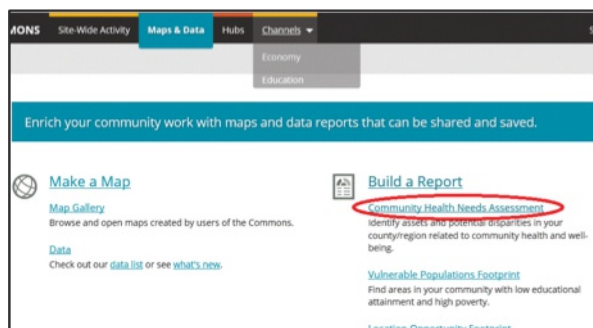 MONS Site-Wide Activity Maps & Data Hubs Channels
Economy
Education
Enrich your community work with maps and data reports that can be shared and saved.
Make a Map
Map Gallery
Browse and open maps created by users of the Commons.
Data
Check out our data list or see what's new.
Build a Report
Community Health Needs Assessment
Identify assets and potential disparities in your
county/region related to community health and well-
being.
Vulnerable Populations Footprint
Find areas in your community with low educational
attainment and high poverty.
Location Opportunity Footprint